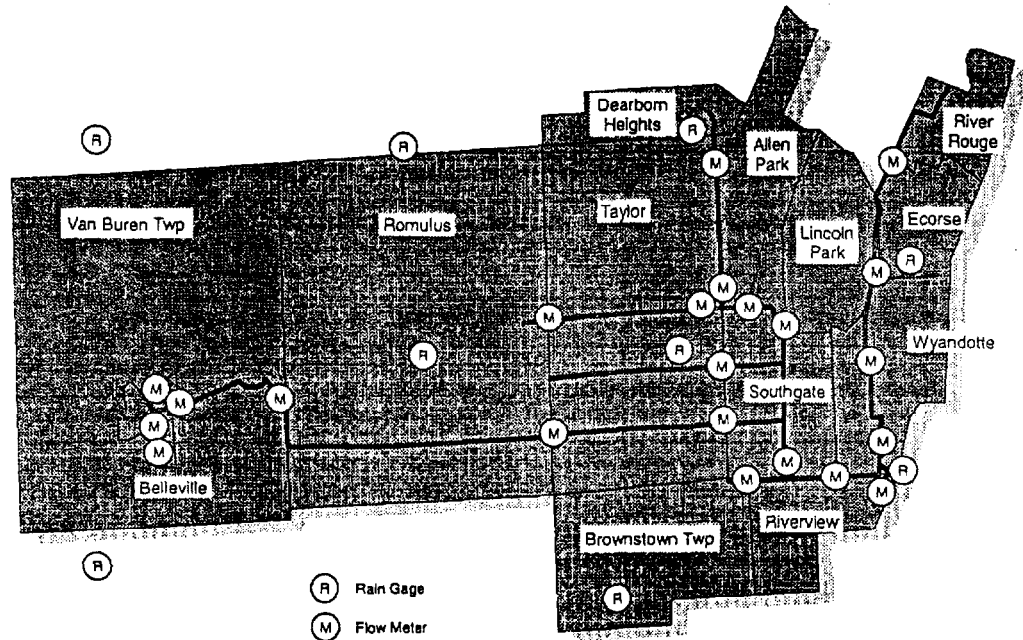 Dearborn
Heights
River
Rouge
Allen
Park
R
R
R
M
M
Van Buren Twp
Romulus
Taylor
Lincoln
Park
Ecorse
R
M
M
M
M
M
M
R
R
M
M
Wyandotte
Southgate
M
M
M
M
M
M
M
M
M
M
M
M
R
M
Belleville
Riverview
Brownstown Twp
R
R
R Rain Gage
M Flow Meter